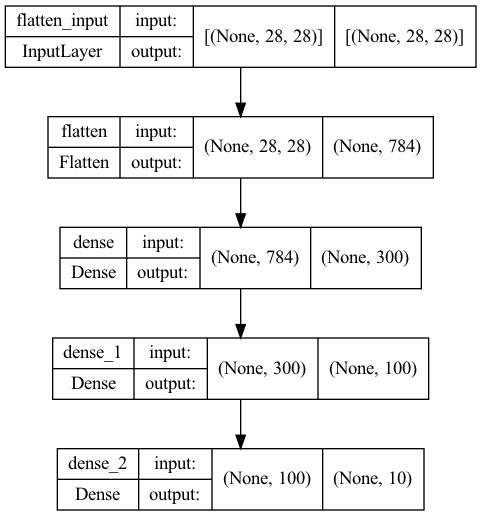 flatten_input input: [(None, 28, 28)] [(None, 28, 28)]
InputLayer output:
flatten input: (None, 28, 28) (None, 784)
Flatten output:
dense input: (None, 784) (None, 300)
Dense output:
dense_1 input: (None, 300) (None, 100)
Dense output:
dense_2 input: (None, 100) (None, 10)
Dense output: